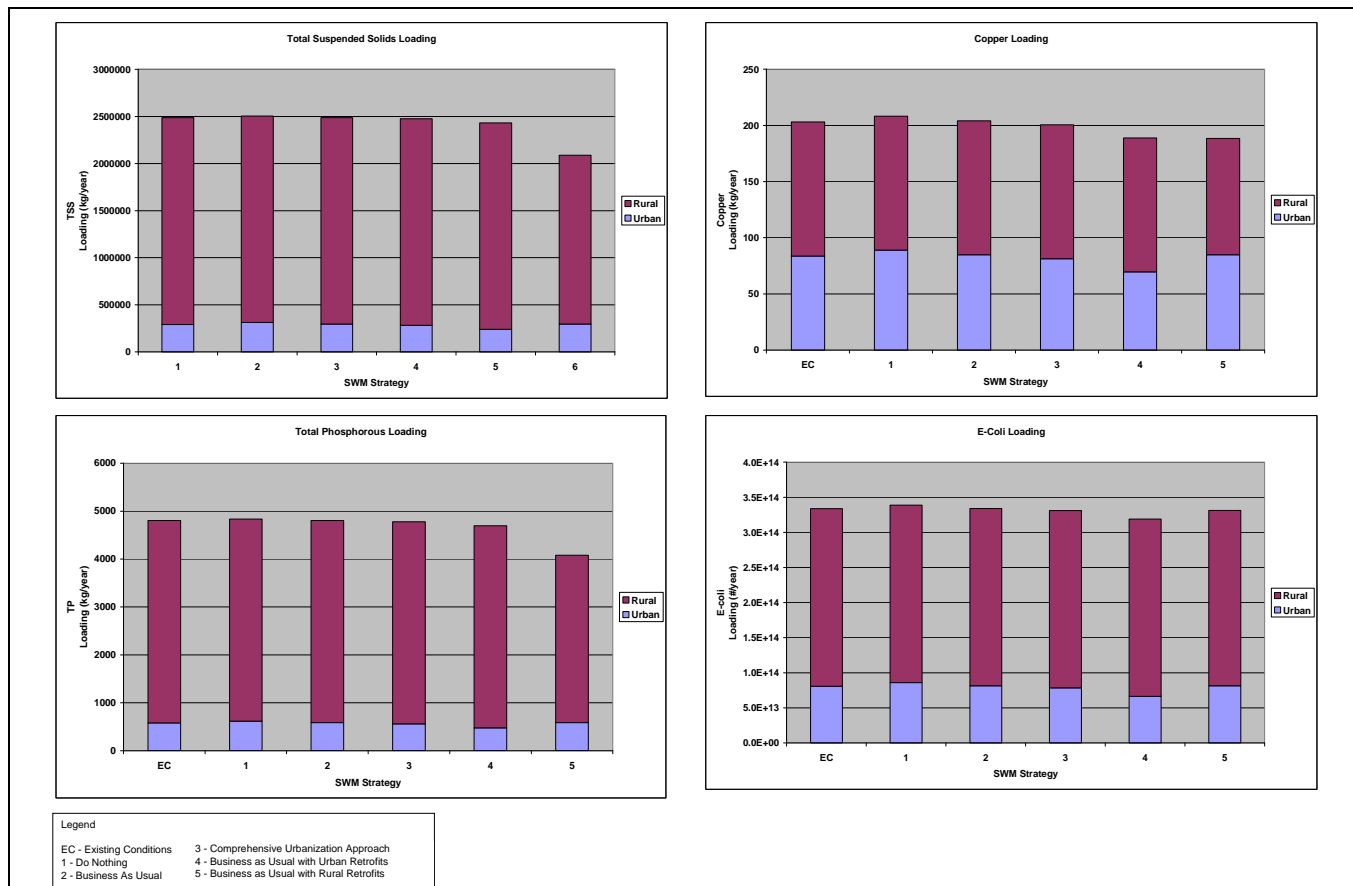 Total Suspended Solids Loading
3000000
2500000
2000000
1500000
1000000
500000
0
TSS
Loading (kg/year)
1 2 3 4 5 6
SWM Strategy
Rural
Urban
Copper Loading
250
200
150
100
50
0
Copper
Loading (kg/year)
EC 1 2 3 4 5
SWM Strategy
Rural
Urban
Total Phosphorous Loading
6000
5000
4000
3000
2000
1000
0
TP
Loading (kg/year)
EC 1 2 3 4 5
SWM Strategy
Rural
Urban
E-Coli Loading
4.0E+14
3.5E+14
3.0E+14
2.5E+14
2.0E+14
1.5E+14
1.0E+14
5.0E+13
0.0E+00
E-coli
Loading (#/year)
EC 1 2 3 4 5
SWM Strategy
Rural
Urban
Legend
EC - Existing Conditions
1 - Do Nothing
2 - Business As Usual
3 - Comprehensive Urbanization Approach
4 - Business as Usual with Urban Retrofits
5 - Business as Usual with Rural Retrofits